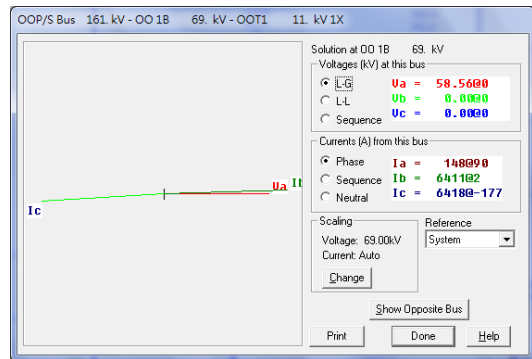 OOP/S Bus 161. kV - OO 1B 69. kV - OOT1 11. kV 1X
Solution at OO 1B 69. kV
Voltages (kV) at this bus
L-G
L-L
Sequence
Va = 58.56@0
Vb = 0.00@0
Vc = 0.00@0
Currents (A) from this bus
Phase
Sequence
Neutral
Ia = 148@90
Ib = 6411@2
Ic = 6418@-177
Ua
Ib
Ic
Scaling
Voltage: 69.00kV
Current: Auto
Change
Reference
System
Show Opposite Bus
Print
Done
Help